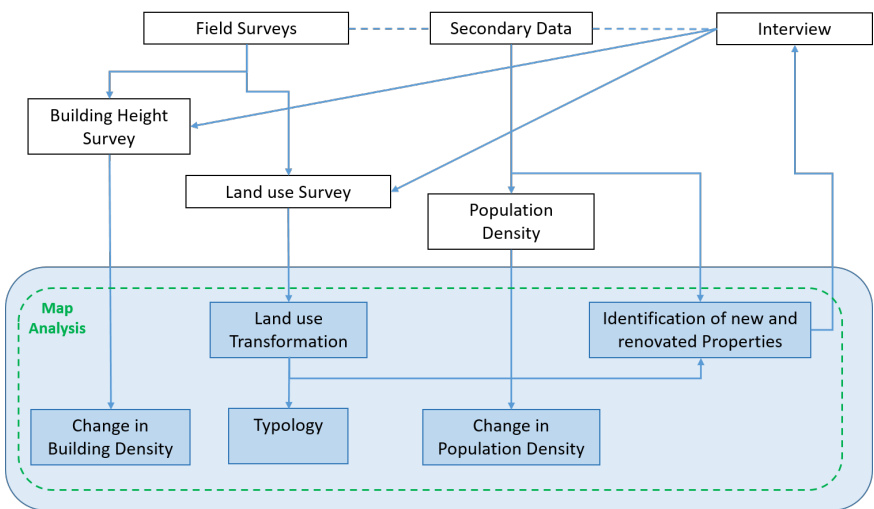 Field Surveys
Secondary Data
Interview
Building Height
Survey
Land use Survey
Population
Density
Map
Analysis
Land use
Transformation
Identification of new and
renovated Properties
Change in
Building Density
Typology
Change in
Population Density